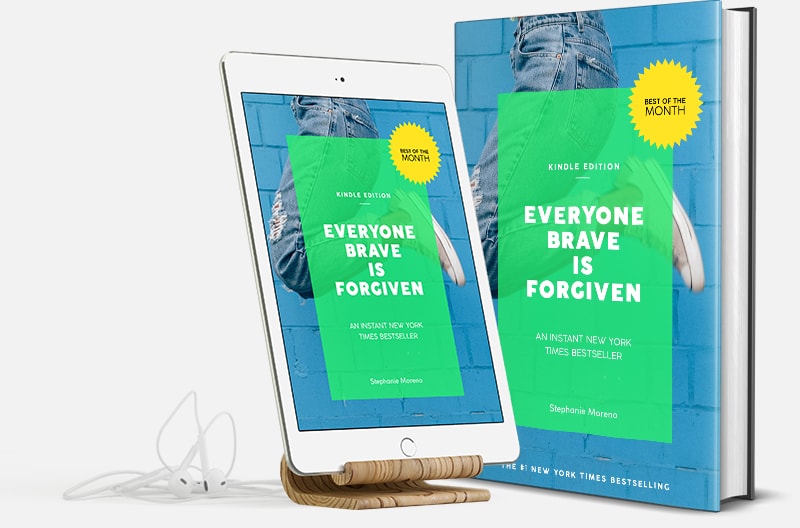 BEST OF THE
MONTH
KINDLE EDITION
EVERYONE
BRAVE
IS
FORGIVEN
AN INSTANT NEW YORK
TIMES BESTSELLER
Stephanie Moreno
BEST OF THE
MONTH
KINDLE EDITION
EVERYONE
BRAVE
IS
FORGIVEN
AN INSTANT NEW YORK
TIMES BESTSELLER
Stephanie Moreno
THE #1 NEW YORK TIMES BESTSELLING